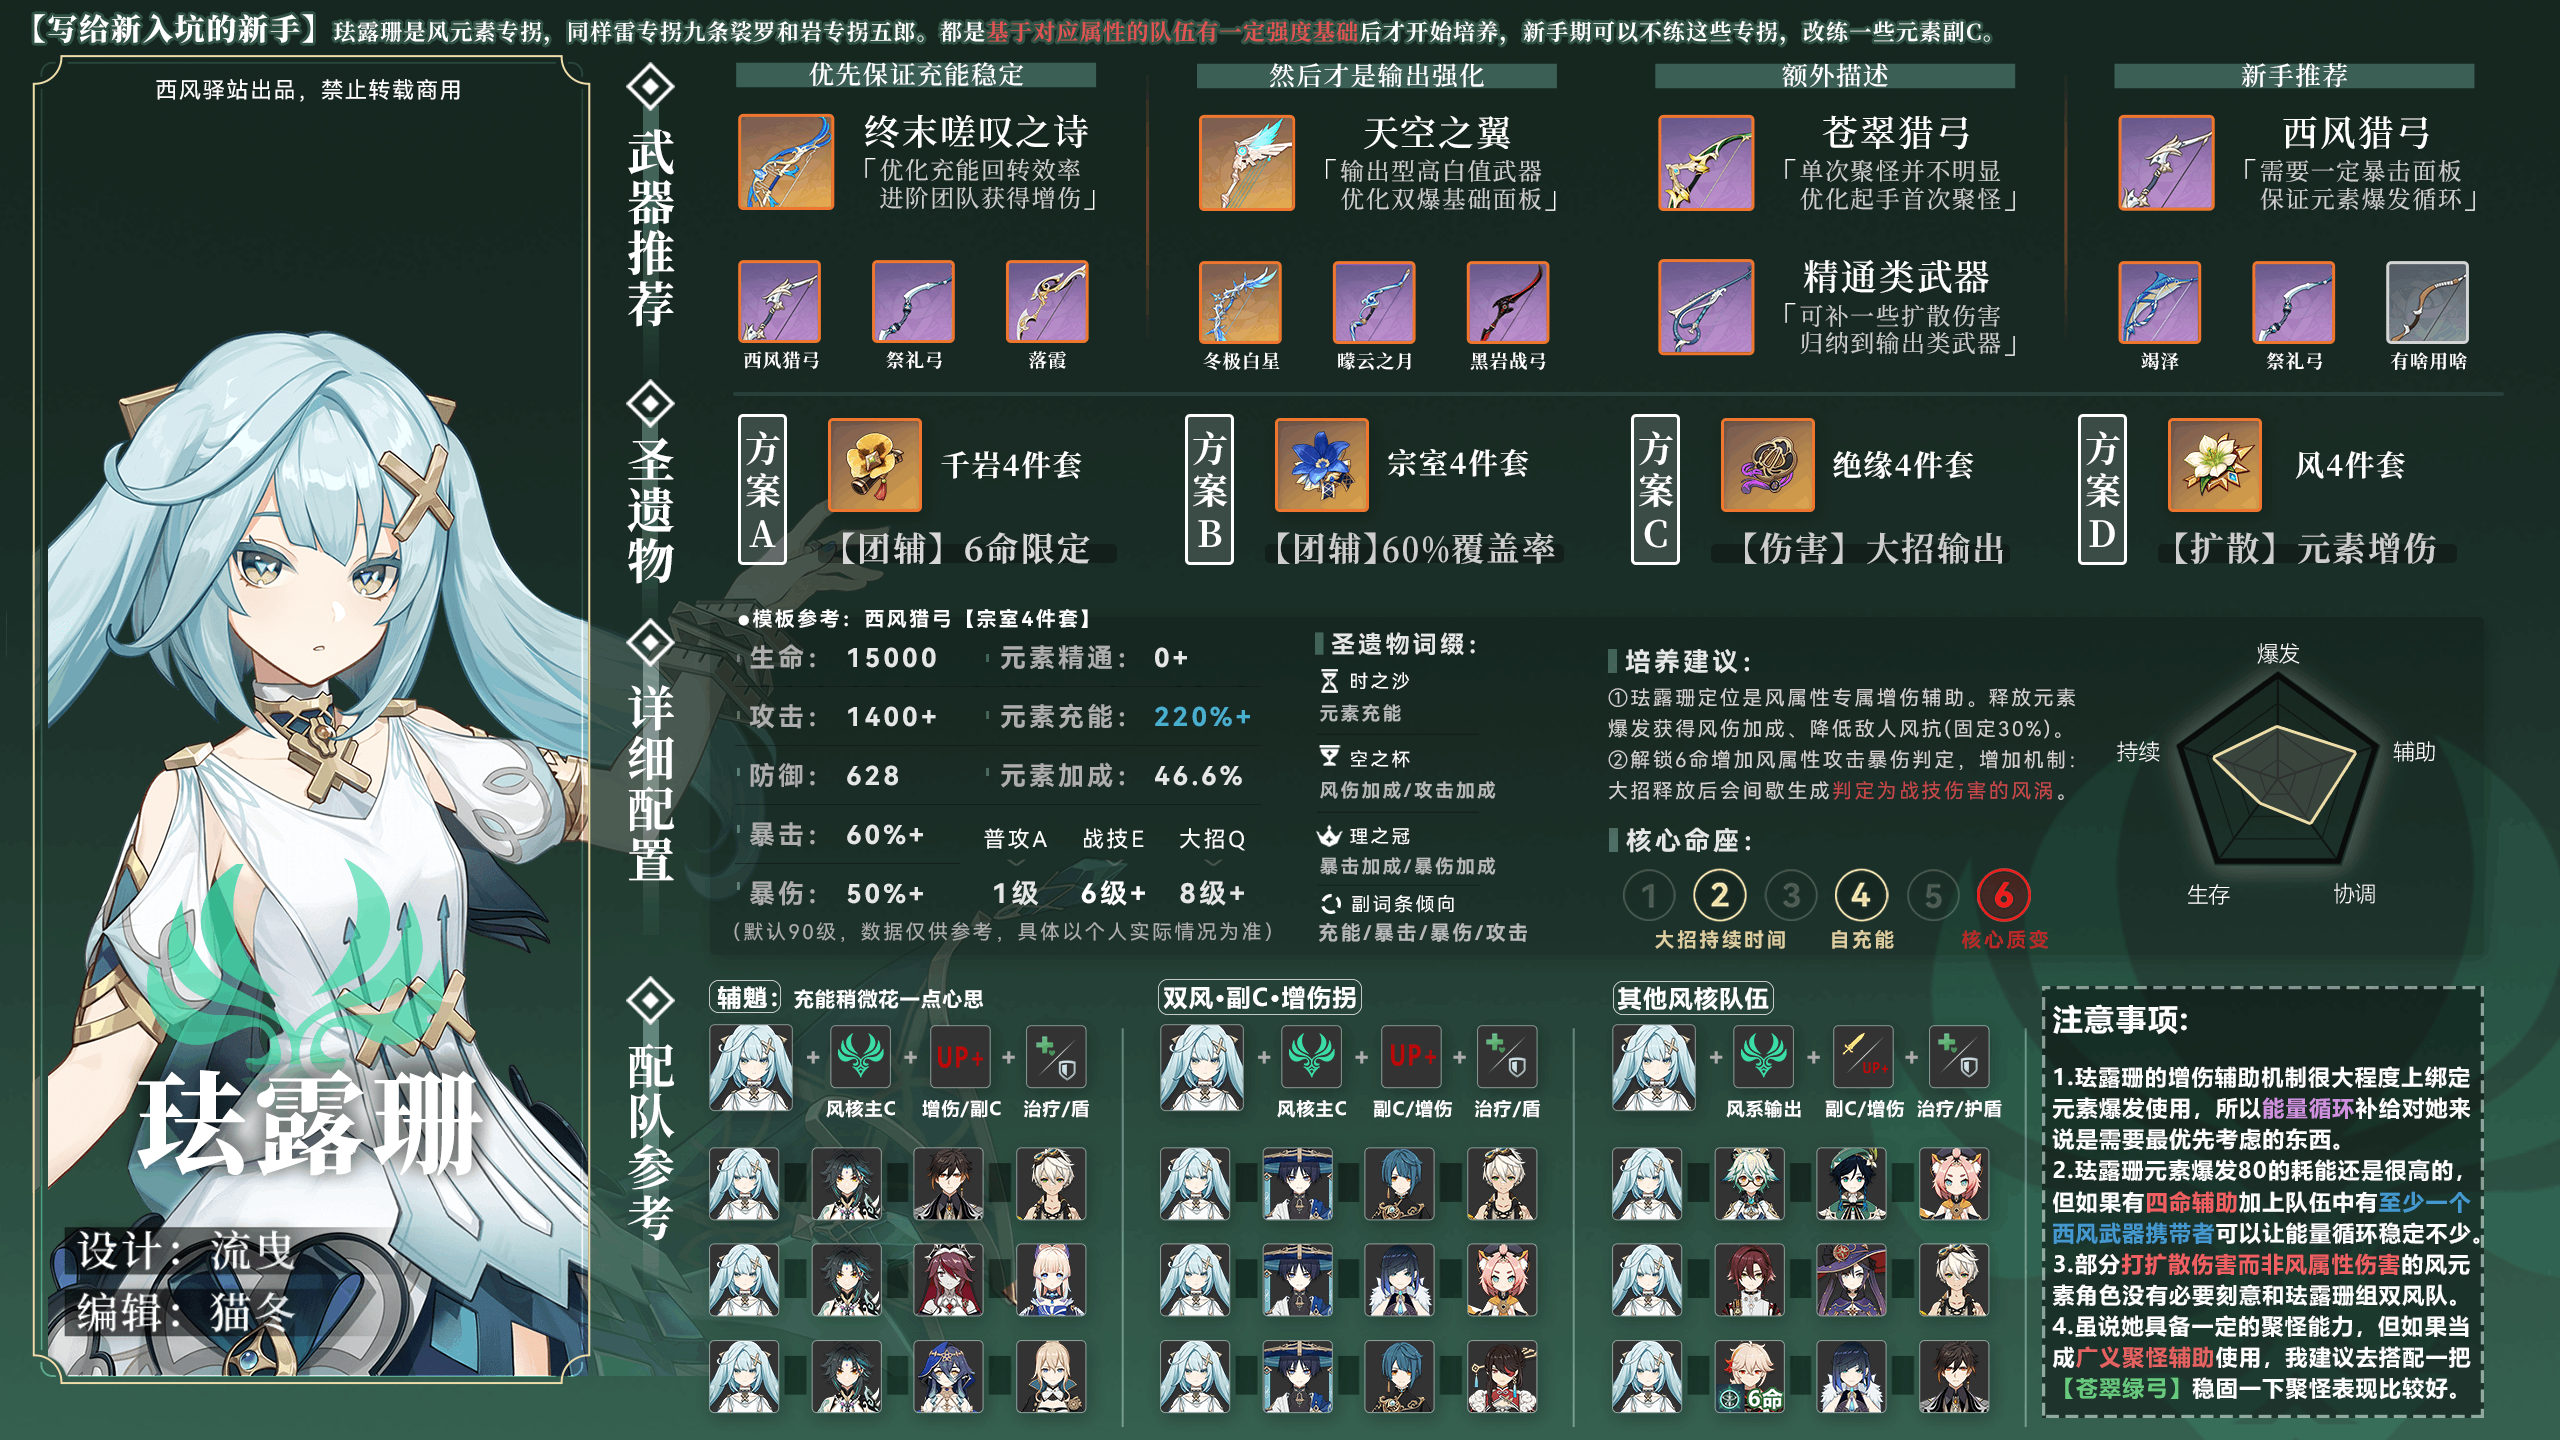 【写给新入坑的新手】珐露珊是风元素专拐，同样雷专拐九条裟罗和岩专拐五郎。都是基于对应属性的队伍有一定强度基础后才开始培养，新手期可以不练这些专拐，改练一些元素副C。
西风驿站出品，禁止转载商用
珐露珊
设计：流曳
编辑：猫冬
武器推荐
优先保证充能稳定
终末嗟叹之诗
「优化充能回转效率
进阶团队获得增伤」
西风猎弓
祭礼弓
落霞
然后才是输出强化
天空之翼
「输出型高白值武器
优化双爆基础面板」
冬极白星
曚云之月
黑岩战弓
额外描述
苍翠猎弓
「单次聚怪并不明显
优化起手首次聚怪」
精通类武器
「可补一些扩散伤害
归纳到输出类武器」
新手推荐
西风猎弓
「需要一定暴击面板
保证元素爆发循环」
竭泽
祭礼弓
有啥用啥
圣遗物
方案A
千岩4件套
【团辅】6命限定
方案B
宗室4件套
【团辅】60%覆盖率
方案C
绝缘4件套
【伤害】大招输出
方案D
风4件套
【扩散】元素增伤
详细配置
●模板参考：西风猎弓【宗室4件套】
生命： 15000 元素精通： 0+
攻击： 1400+ 元素充能： 220%+
防御： 628 元素加成： 46.6%
暴击： 60%+ 普攻A 战技E 大招Q
暴伤： 50%+ 1级 6级+ 8级+
（默认90级，数据仅供参考，具体以个人实际情况为准）
圣遗物词缀：
时之沙
元素充能
空之杯
风伤加成/攻击加成
理之冠
暴击加成/暴伤加成
副词条倾向
充能/暴击/暴伤/攻击
培养建议：
①珐露珊定位是风属性专属增伤辅助。释放元素
爆发获得风伤加成、降低敌人风抗(固定30%)。
②解锁6命增加风属性攻击暴伤判定，增加机制：
大招释放后会间歇生成判定为战技伤害的风涡。
核心命座：
1 2 3 4 5 6
大招持续时间 自充能 核心质变
爆发
持续
辅助
生存
协调
配队参考
辅魈： 充能稍微花一点心思
UP+
风核主C 增伤/副C 治疗/盾
双风·副C·增伤拐
UP+
风核主C 副C/增伤 治疗/盾
其他风核队伍
UP+
风系输出 副C/增伤 治疗/护盾
6命
注意事项:
1.珐露珊的增伤辅助机制很大程度上绑定
元素爆发使用，所以能量循环补给对她来
说是需要最优先考虑的东西。
2.珐露珊元素爆发80的耗能还是很高的，
但如果有四命辅助加上队伍中有至少一个
西风武器携带者可以让能量循环稳定不少。
3.部分打扩散伤害而非风属性伤害的风元
素角色没有必要刻意和珐露珊组双风队。
4.虽说她具备一定的聚怪能力，但如果当
成广义聚怪辅助使用，我建议去搭配一把
【苍翠绿弓】稳固一下聚怪表现比较好。